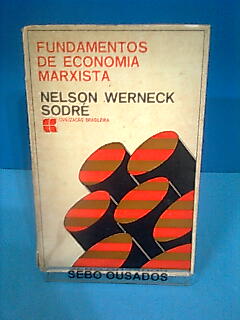 FUNDAMENTOS
DE ECONOMIA
MARXISTA
NELSON WERNECK
SODRÉ
CIVILIZAÇÃO BRASILEIRA
SEBO OUSADOS